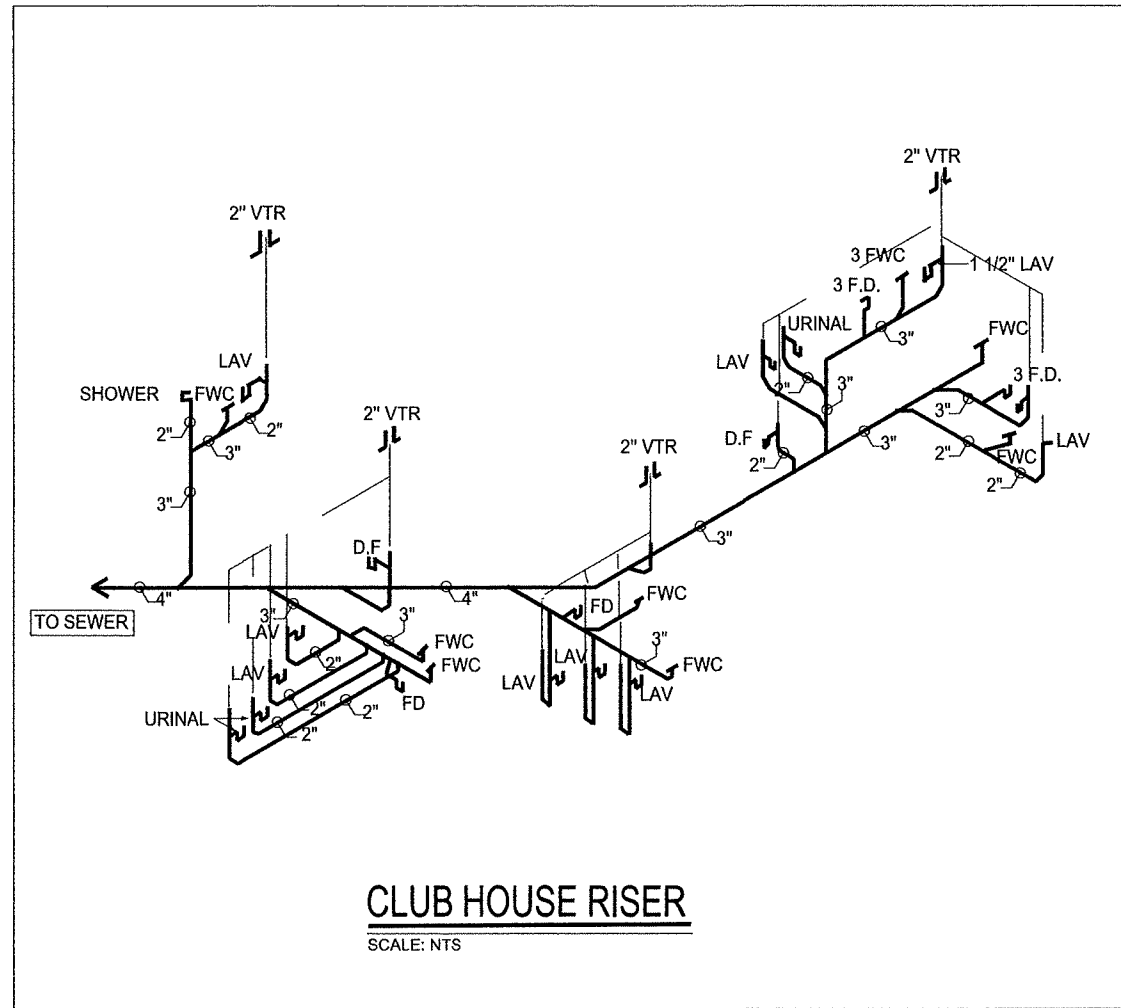 2" VTR
2" VTR
3 FWC
1 1/2" LAV
3 F.D.
URINAL
3"
FWC
LAV
LAV
SHOWER
FWC
3 F.D.
2"
3"
3"
2" VTR
2"
2"
3"
D.F
3"
2"
LAV
2" VTR
2"
FWC
3"
2"
3"
D.F
4"
4"
FWC
FD
TO SEWER
3"
3"
3"
LAV
FWC
2"
FWC
LAV
FWC
LAV
LAV
LAV
2"
FD
URINAL
2"
2"
CLUB HOUSE RISER
SCALE: NTS